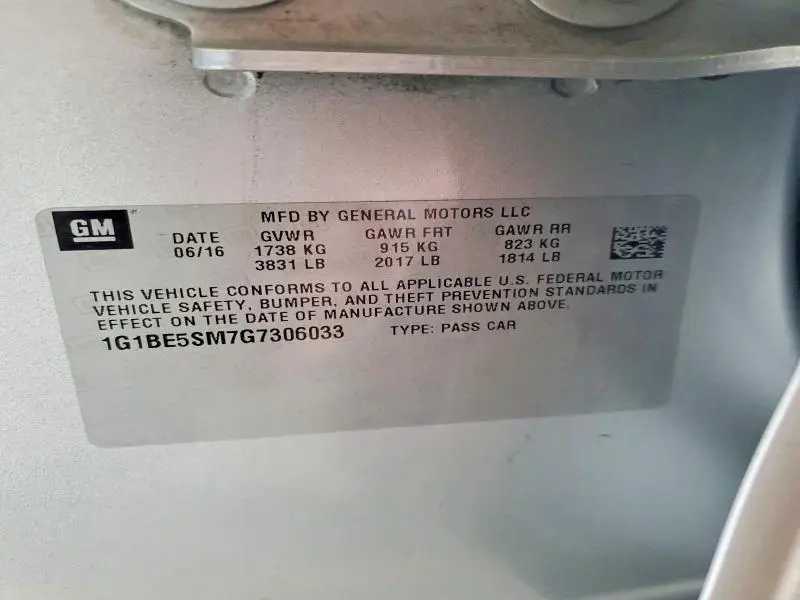 GM
MFD BY GENERAL MOTORS LLC
DATE GVWR GAWR FRT GAWR RR
06/16 1738 KG 915 KG 823 KG
3831 LB 2017 LB 1814 LB
THIS VEHICLE CONFORMS TO ALL APPLICABLE U.S. FEDERAL MOTOR
VEHICLE SAFETY, BUMPER, AND THEFT PREVENTION STANDARDS IN
EFFECT ON THE DATE OF MANUFACTURE SHOWN ABOVE.
1G1BE5SM7G7306033 TYPE: PASS CAR